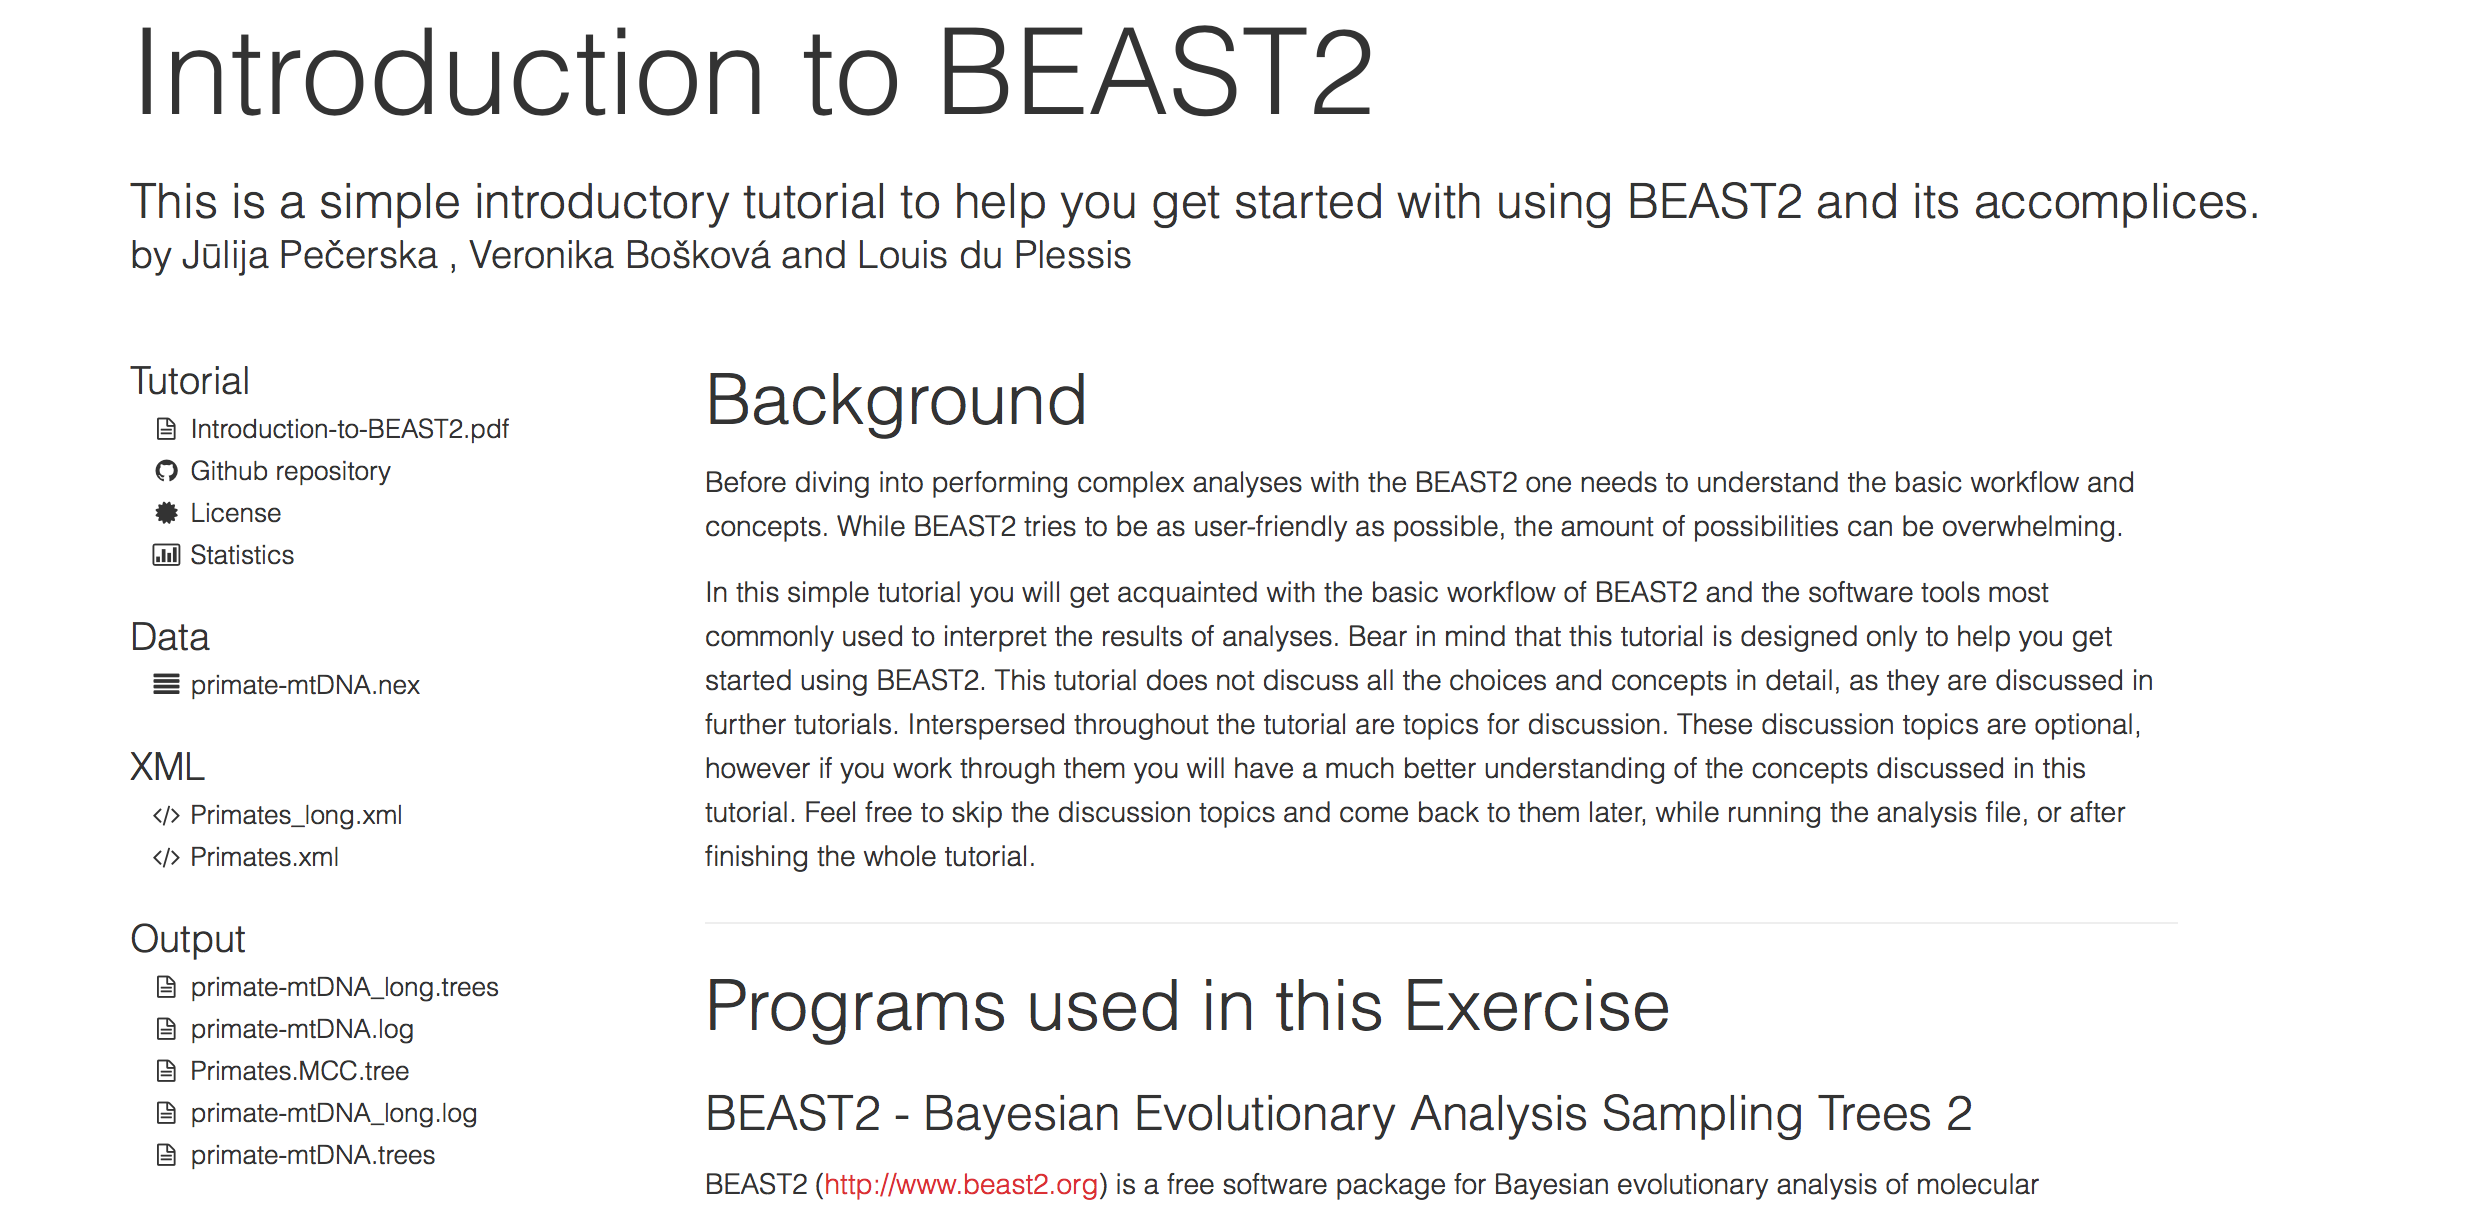 Introduction to BEAST2
This is a simple introductory tutorial to help you get started with using BEAST2 and its accomplices.
by Jūlija Pečerska , Veronika Bošková and Louis du Plessis
Tutorial
Introduction-to-BEAST2.pdf
Github repository
License
Statistics
Data
primate-mtDNA.nex
XML
Primates_long.xml
Primates.xml
Output
primate-mtDNA_long.trees
primate-mtDNA.log
Primates.MCC.tree
primate-mtDNA_long.log
primate-mtDNA.trees
Background
Before diving into performing complex analyses with the BEAST2 one needs to understand the basic workflow and
concepts. While BEAST2 tries to be as user-friendly as possible, the amount of possibilities can be overwhelming.
In this simple tutorial you will get acquainted with the basic workflow of BEAST2 and the software tools most
commonly used to interpret the results of analyses. Bear in mind that this tutorial is designed only to help you get
started using BEAST2. This tutorial does not discuss all the choices and concepts in detail, as they are discussed in
further tutorials. Interspersed throughout the tutorial are topics for discussion. These discussion topics are optional,
however if you work through them you will have a much better understanding of the concepts discussed in this
tutorial. Feel free to skip the discussion topics and come back to them later, while running the analysis file, or after
finishing the whole tutorial.
Programs used in this Exercise
BEAST2 - Bayesian Evolutionary Analysis Sampling Trees 2
BEAST2 (http://www.beast2.org) is a free software package for Bayesian evolutionary analysis of molecular